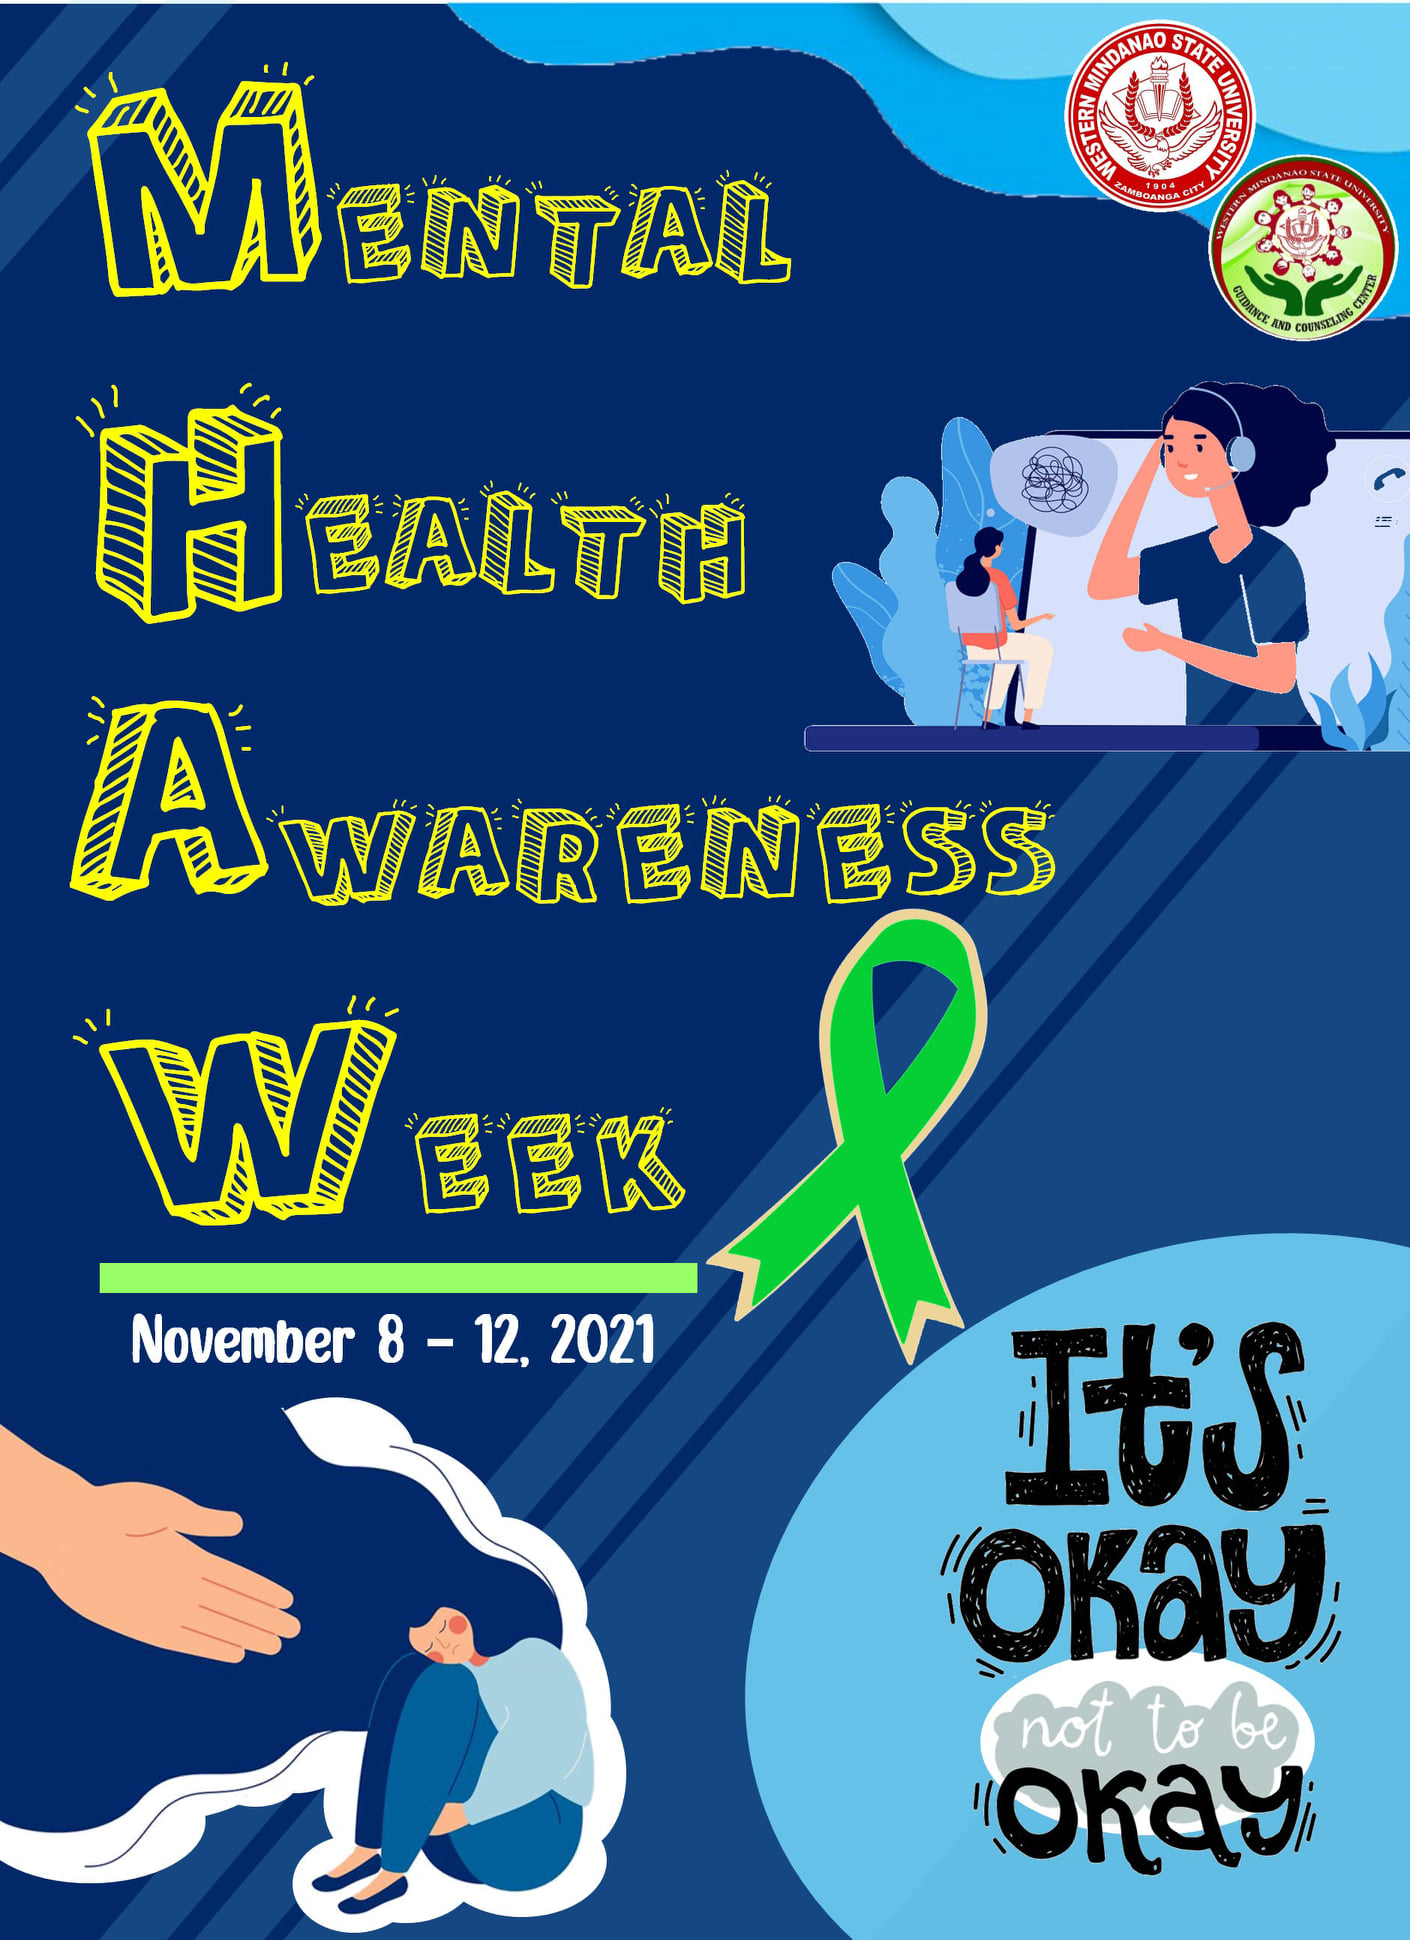 MENTAL
HEALTH
AWARENESS
WEEK
November 8 - 12, 2021
WESTERN MINDANAO STATE UNIVERSITY
1904
ZAMBOANGA CITY
WESTERN MINDANAO STATE UNIVERSITY
GUIDANCE AND COUNSELING CENTER
It's
okay
not to be
okay